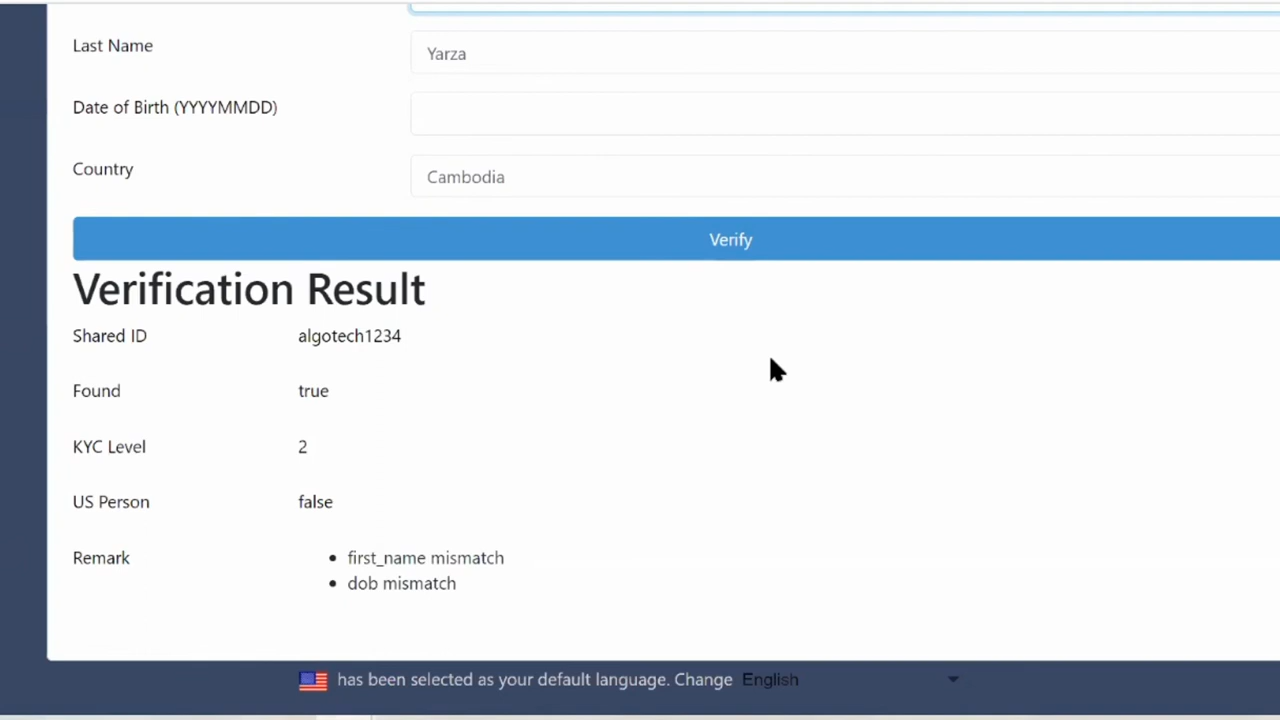 Last Name
Yarza
Date of Birth (YYYYMMDD)
Country
Cambodia
Verify
Verification Result
Shared ID algotech1234
Found true
KYC Level 2
US Person false
Remark • first_name mismatch
• dob mismatch
has been selected as your default language. Change English